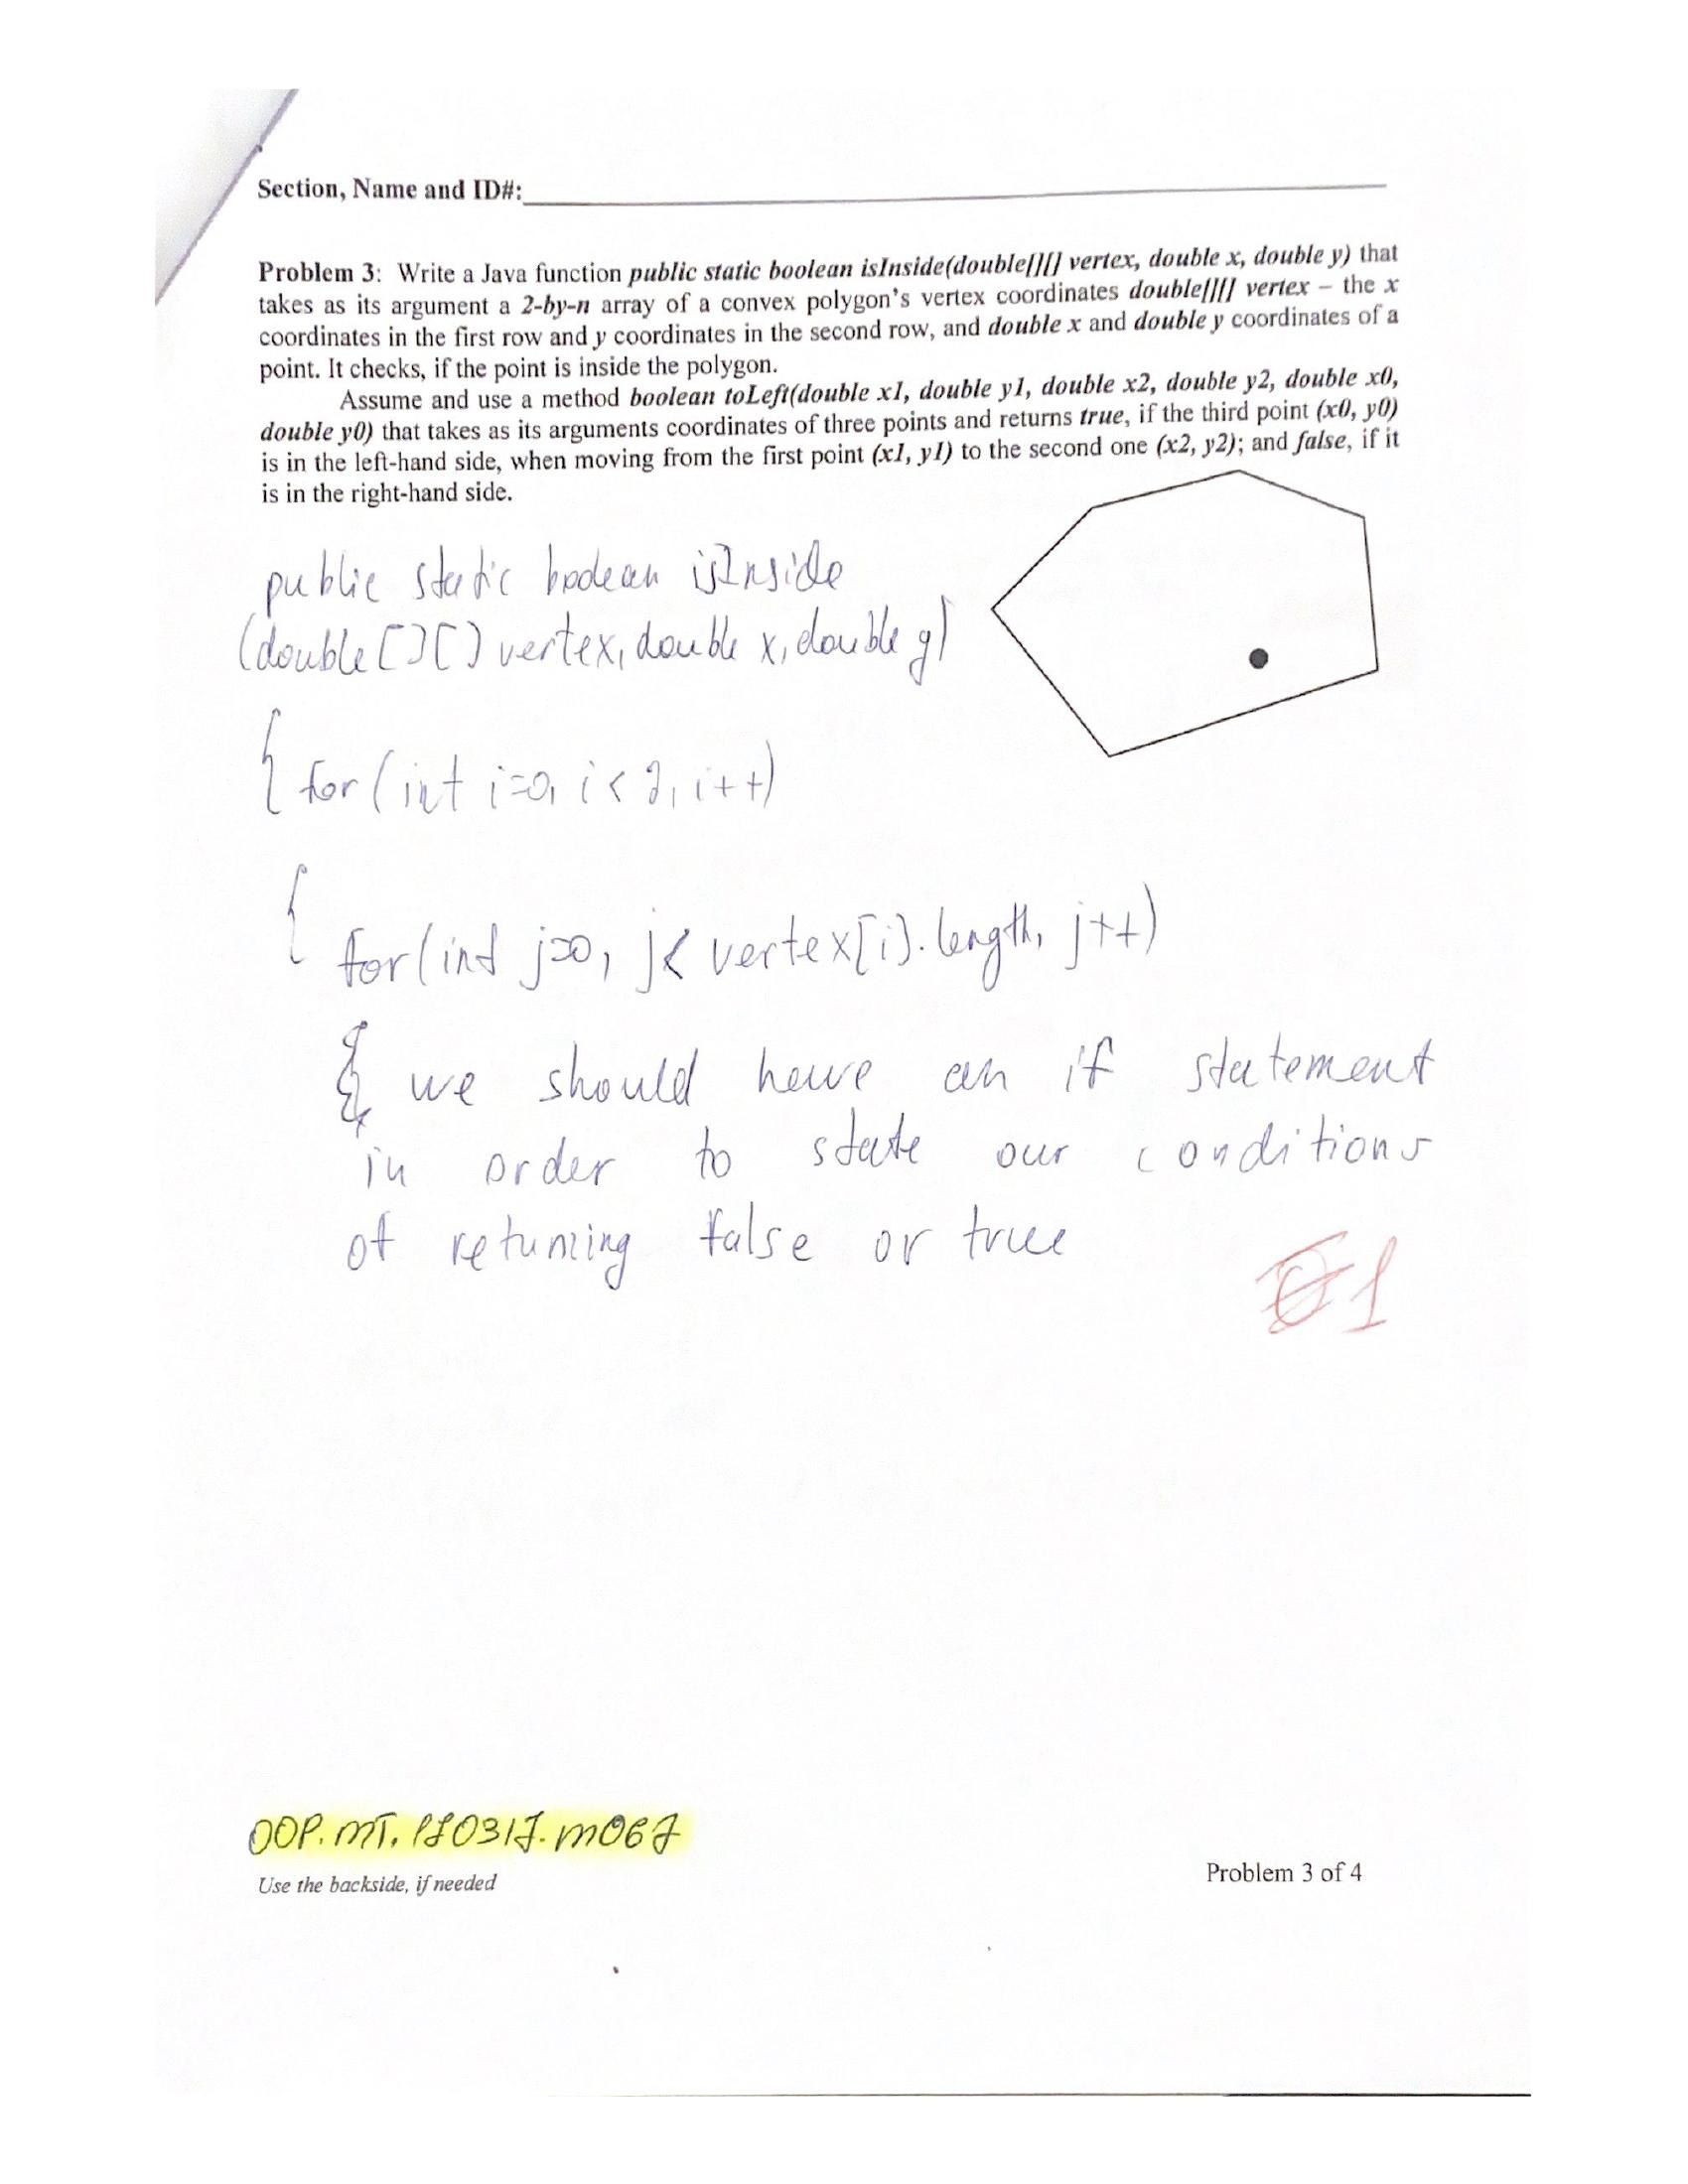 Section, Name and ID#:
Problem 3: Write a Java function public static boolean isInside(double[][] vertex, double x, double y) that
takes as its argument a 2-by-n array of a convex polygon's vertex coordinates double[][] vertex – the x
coordinates in the first row and y coordinates in the second row, and double x and double y coordinates of a
point. It checks, if the point is inside the polygon.
Assume and use a method boolean toLeft(double x1, double y1, double x2, double y2, double x0,
double y0) that takes as its arguments coordinates of three points and returns true, if the third point (x0, y0)
is in the left-hand side, when moving from the first point (x1, y1) to the second one (x2, y2); and false, if it
is in the right-hand side.
public static boolean isInside
(double [][] vertex, double x, double y)
{ for (int i=0, i < 2, i++)
{
for (int j=0, j < vertex[i].length, j++)
{ we should have an if statement
in order to state our conditions
of returning false or true
1
OOP.MT.
Use the backside, if needed
Problem 3 of 4